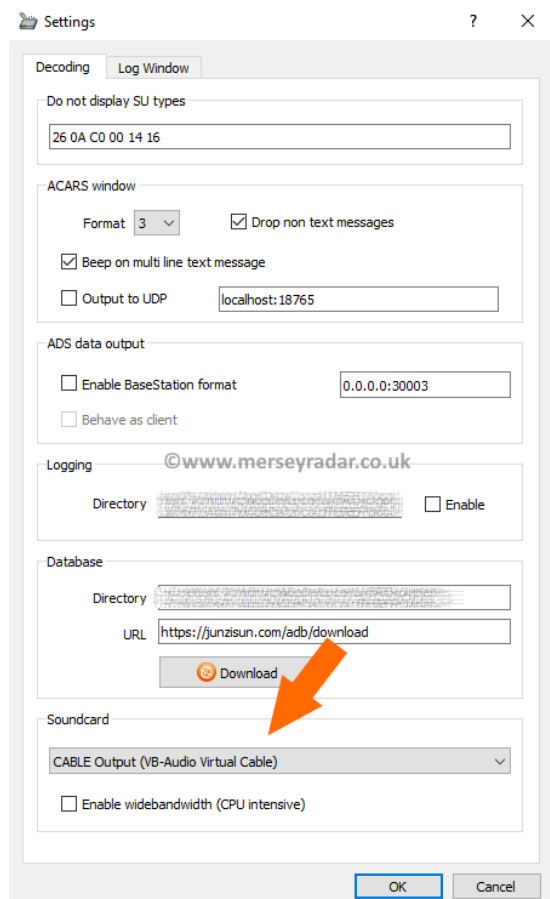 Settings
? ×
Decoding Log Window
Do not display SU types
26 0A C0 00 14 16
ACARS window
Format 3 Drop non text messages
Beep on multi line text message
Output to UDP localhost:18765
ADS data output
Enable BaseStation format 0.0.0.0:30003
Behave as client
©www.merseyradar.co.uk
Logging
Directory Enable
Database
Directory
URL https://junzisun.com/adb/download
Download
Soundcard
CABLE Output (VB-Audio Virtual Cable)
Enable widebandwidth (CPU intensive)
OK Cancel